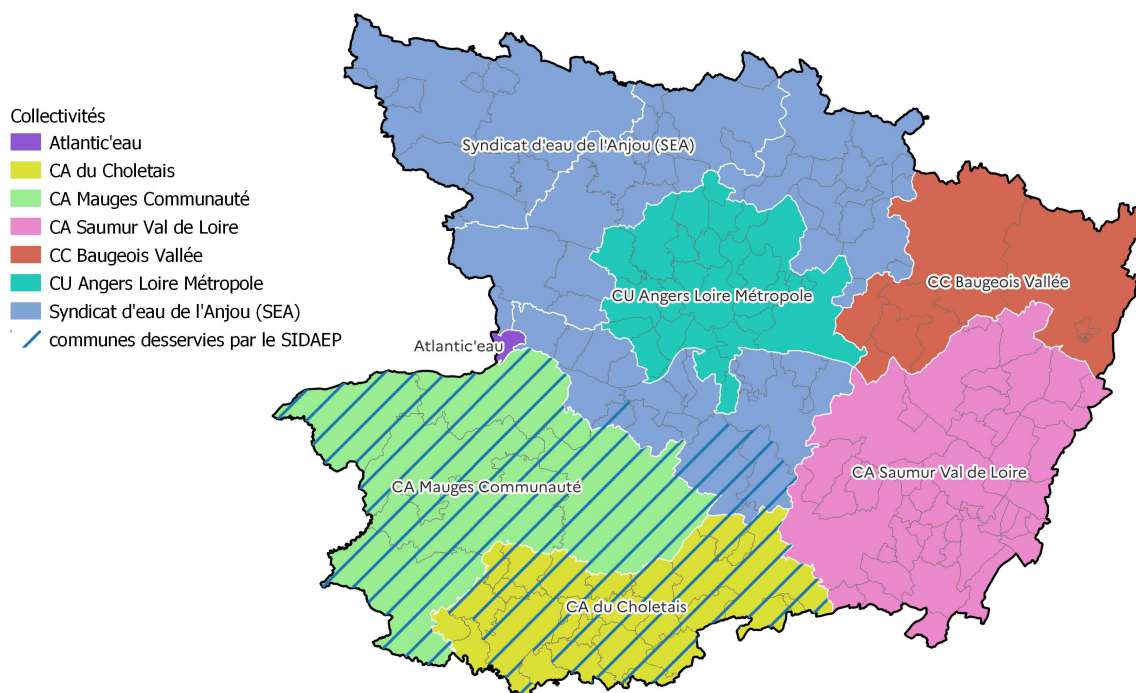 Collectivités
Atlantic'eau
CA du Choletais
CA Mauges Communauté
CA Saumur Val de Loire
CC Baugeois Vallée
CU Angers Loire Métropole
Syndicat d'eau de l'Anjou (SEA)
communes desservies par le SIDAEP
Syndicat d'eau de l'Anjou (SEA)
CC Baugeois Vallée
CU Angers Loire Métropole
Atlantic'eau
CA Saumur Val de Loire
CA Mauges Communauté
CA du Choletais